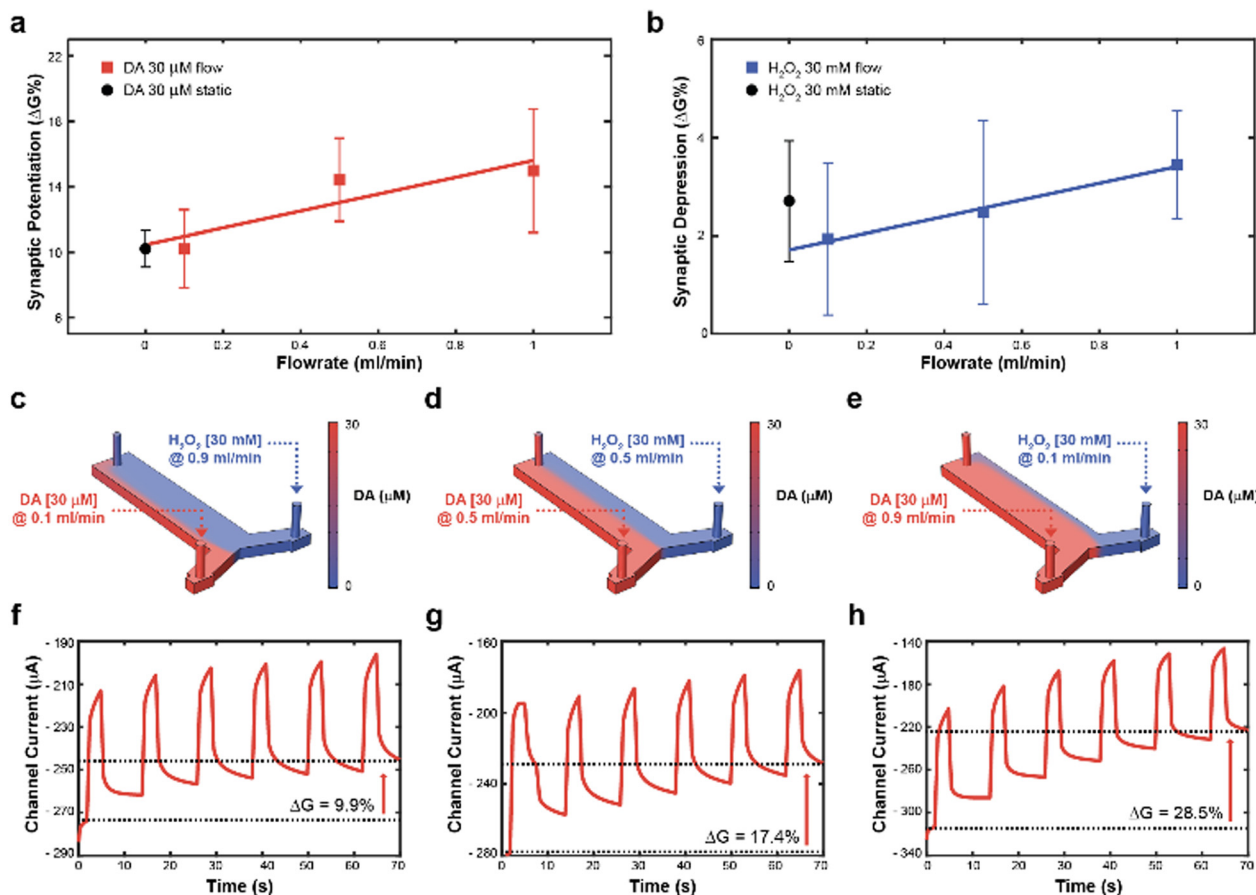 a
Synaptic Potentiation (ΔG%)
22
18
14
10
6
DA 30 μM flow
DA 30 μM static
0
0.2
0.4
0.6
0.8
1
Flowrate (ml/min)
b
Synaptic Depression (ΔG%)
6
4
2
0
H₂O₂ 30 mM flow
H₂O₂ 30 mM static
0
0.2
0.4
0.6
0.8
1
Flowrate (ml/min)
c
H₂O₂ [30 mM]
@ 0.9 ml/min
DA [30 μM]
@ 0.1 ml/min
30
DA (μM)
0
d
H₂O₂ [30 mM]
@ 0.5 ml/min
DA [30 μM]
@ 0.5 ml/min
30
DA (μM)
0
e
H₂O₂ [30 mM]
@ 0.1 ml/min
DA [30 μM]
@ 0.9 ml/min
30
DA (μM)
0
f
Channel Current (μA)
- 190
- 210
- 230
-250
-270
-290
ΔG = 9.9%
0
10
20
30
40
50
60
70
Time (s)
g
Channel Current (μA)
- 160
- 200
- 240
- 280
ΔG = 17.4%
0
10
20
30
40
50
60
70
Time (s)
h
Channel Current (μA)
- 140
- 180
- 220
- 260
- 300
- 340
ΔG = 28.5%
0
10
20
30
40
50
60
70
Time (s)